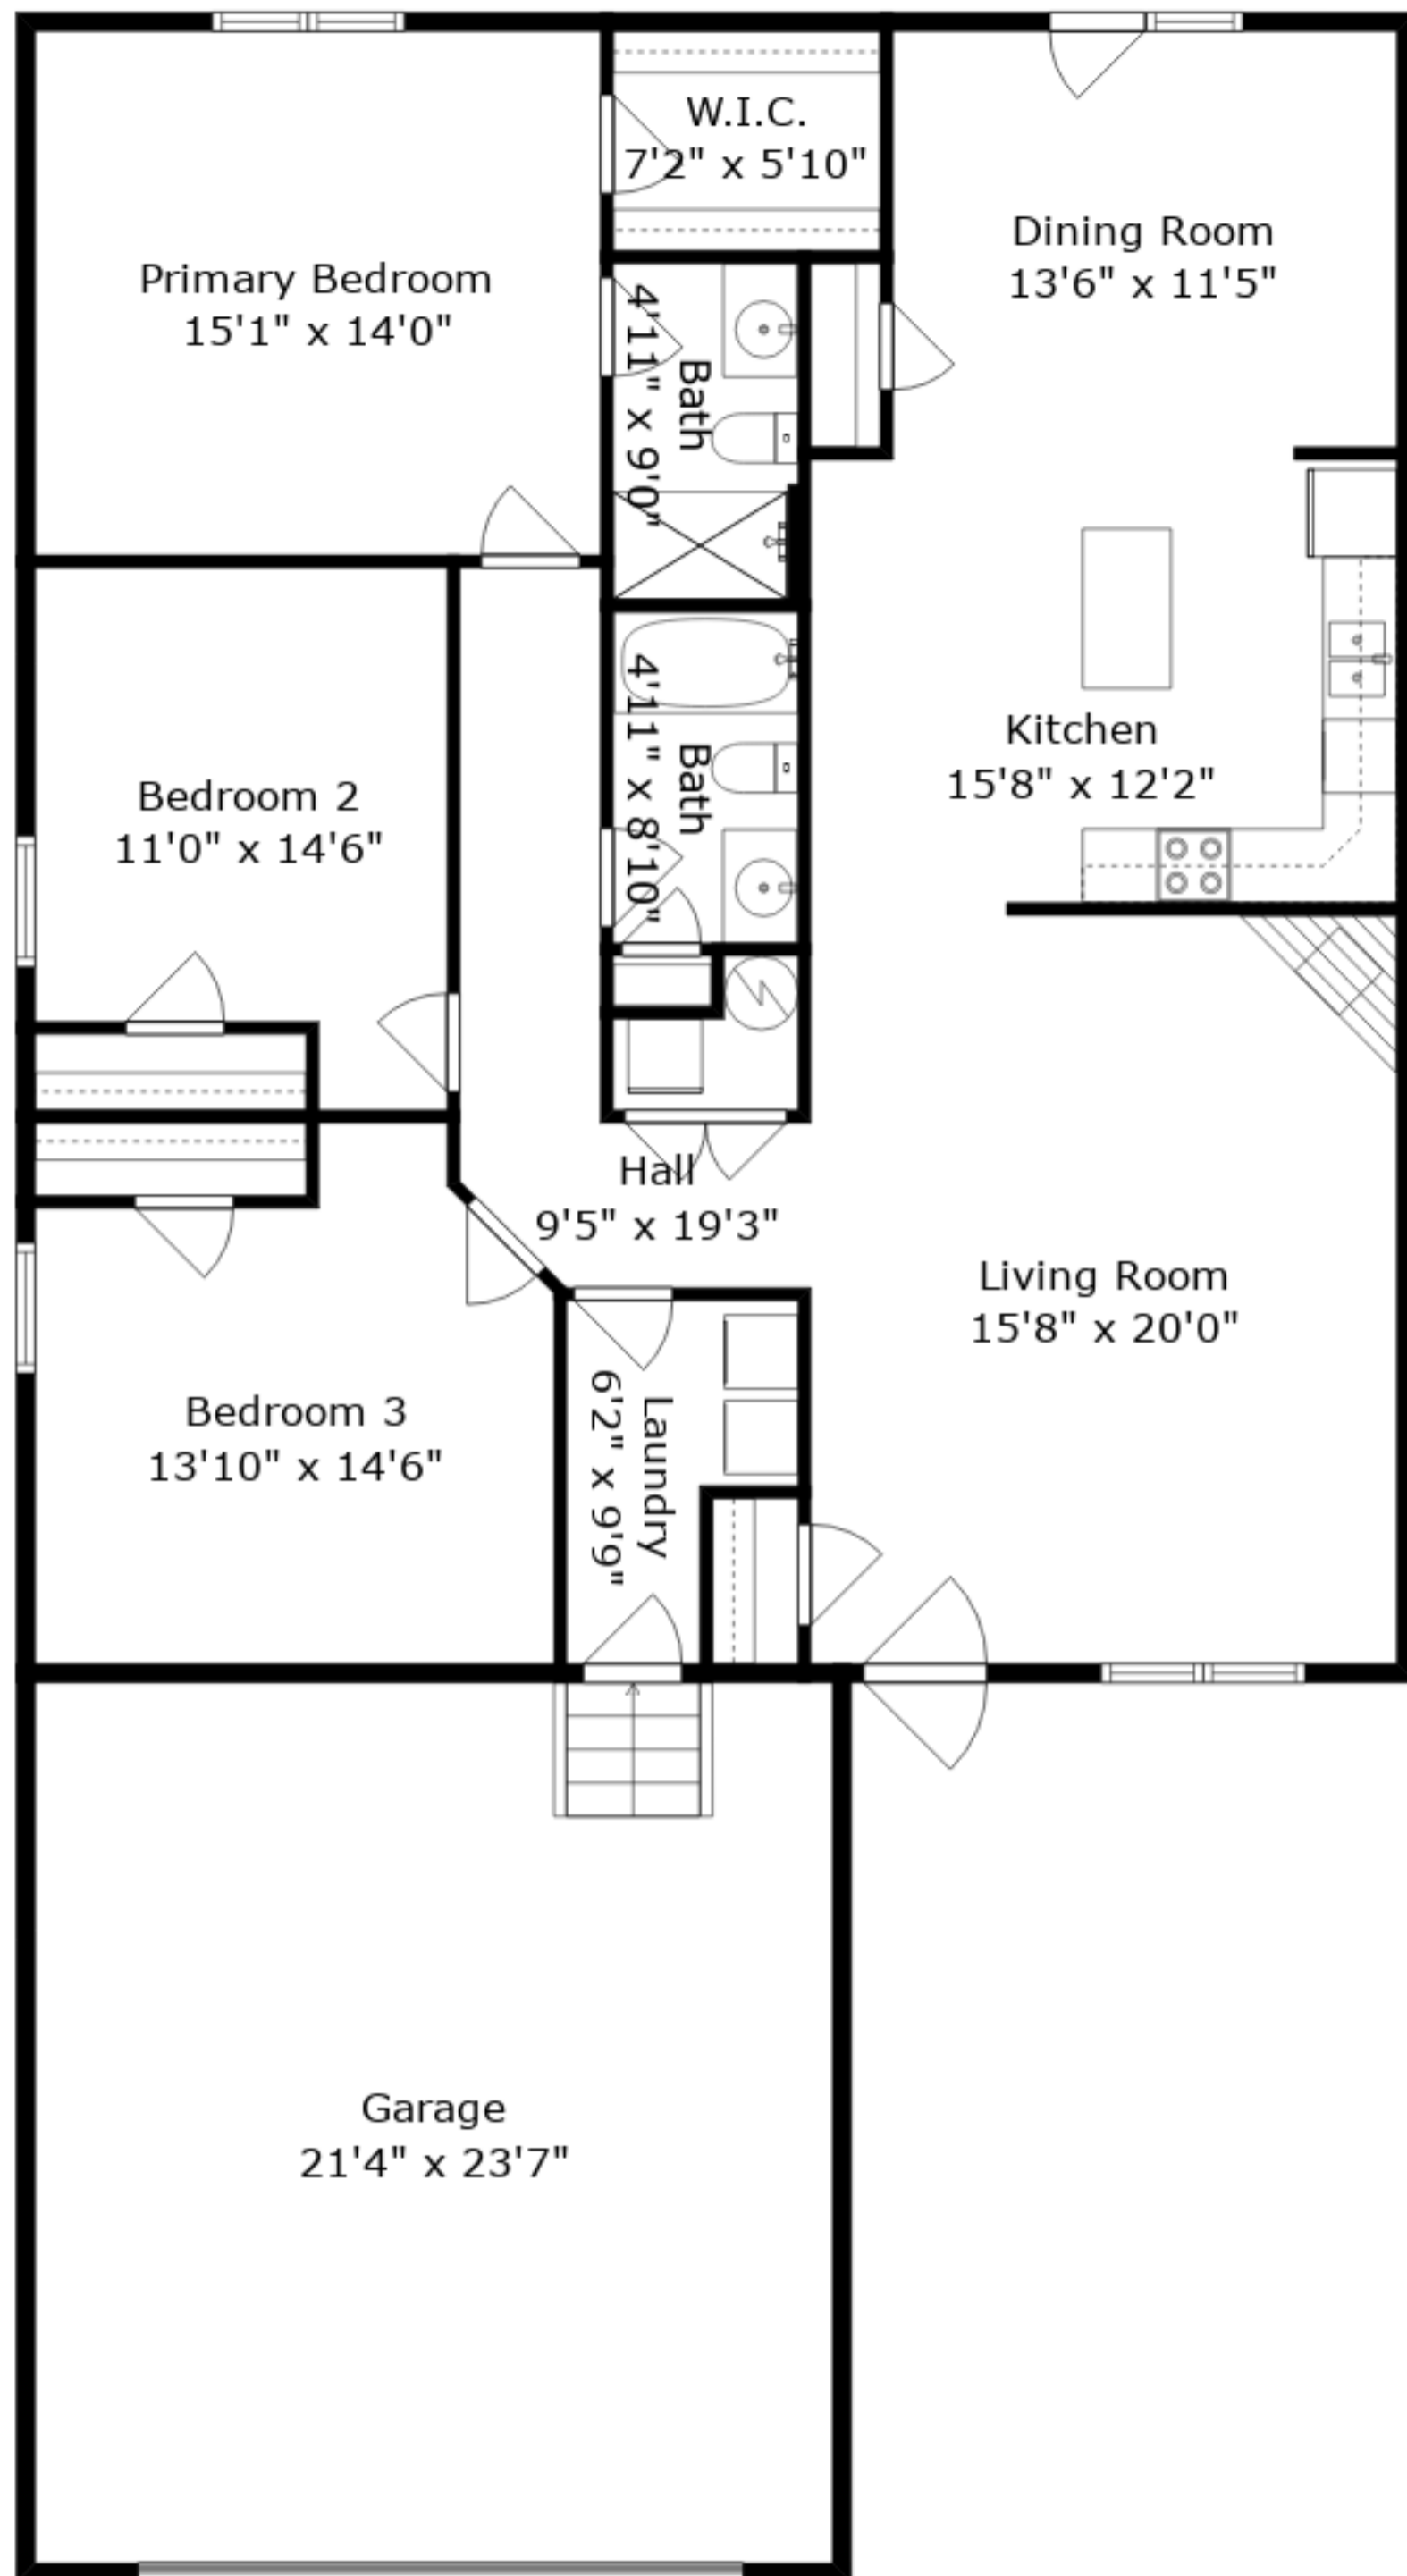 W.I.C.
7'2" x 5'10"
Dining Room
13'6" x 11'5"
Primary Bedroom
15'1" x 14'0"
Bath
4'11" x 9'0"
Kitchen
15'8" x 12'2"
Bath
4'11" x 8'10"
Bedroom 2
11'0" x 14'6"
Hall
9'5" x 19'3"
Living Room
15'8" x 20'0"
Bedroom 3
13'10" x 14'6"
Laundry
6'2" x 9'9"
Garage
21'4" x 23'7"